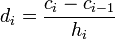 d_i = \frac{c_i - c_{i-1}}{h_i}